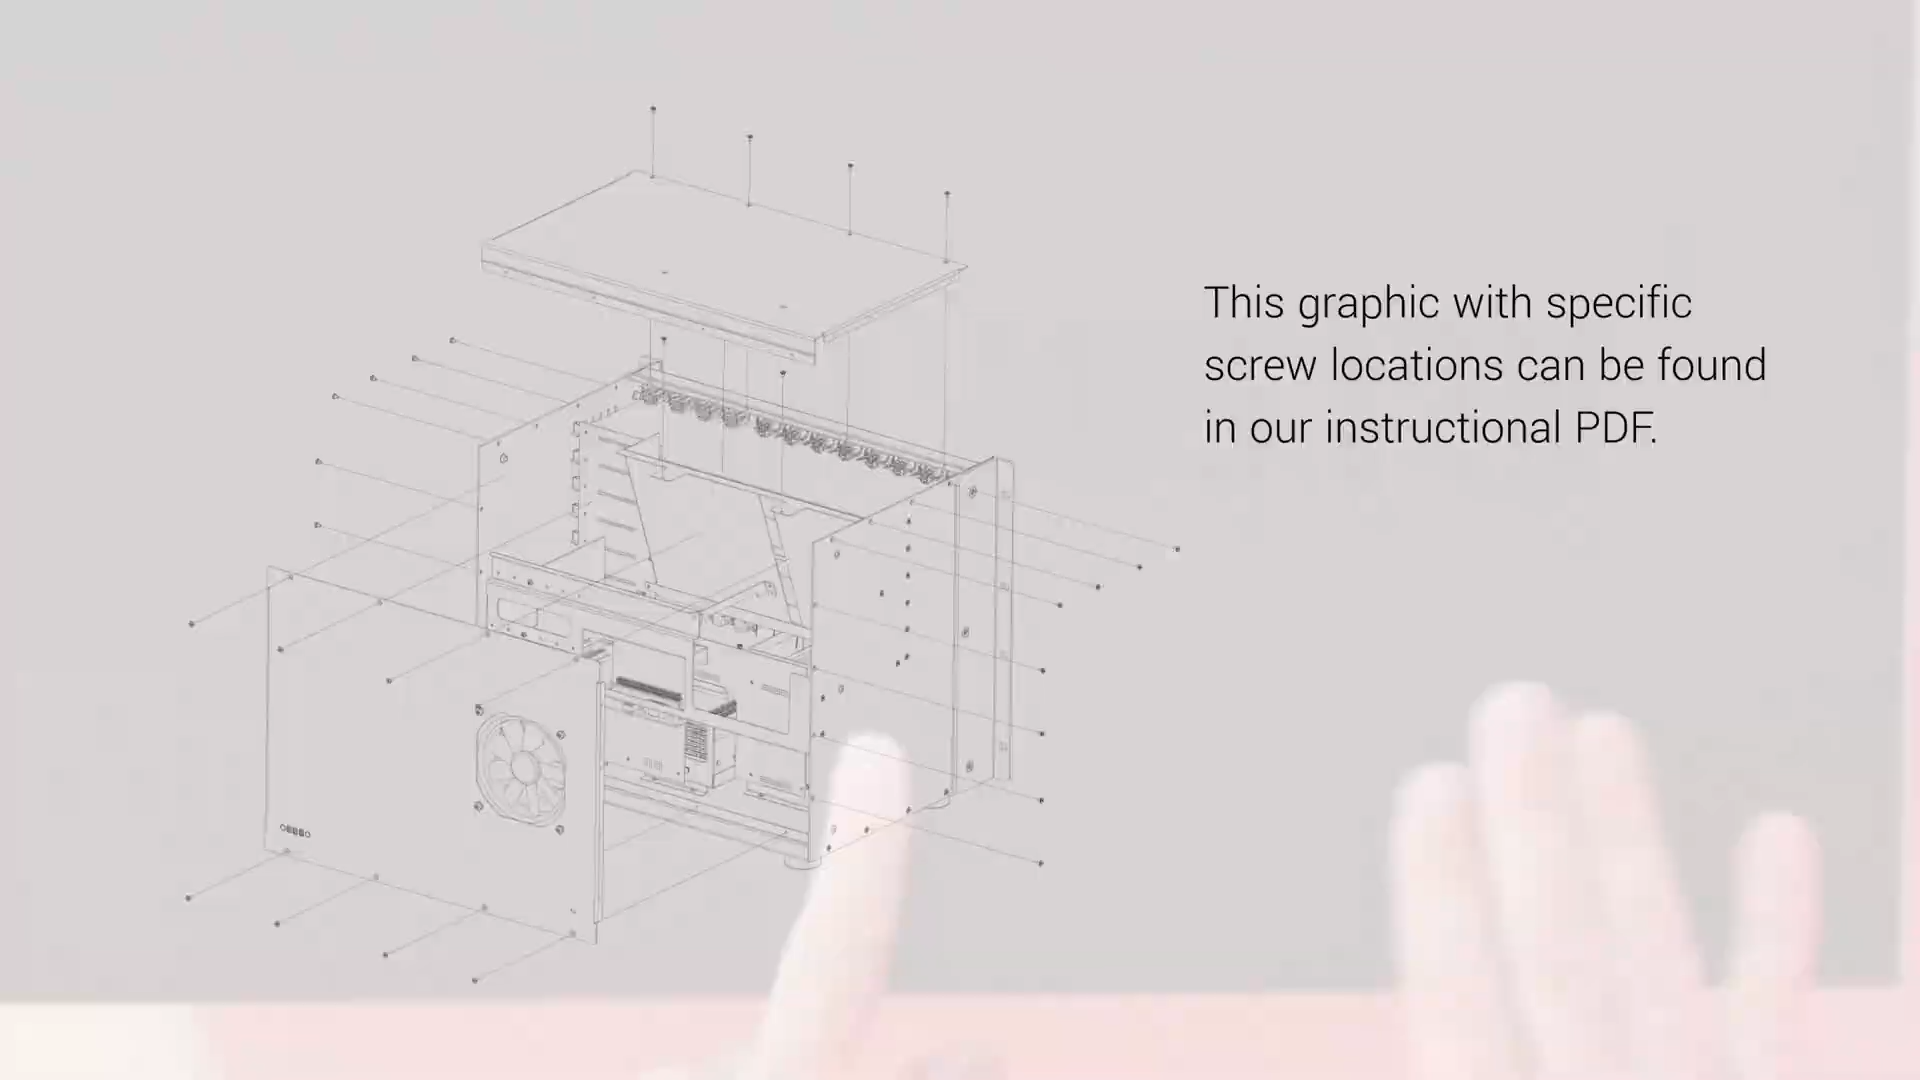 This graphic with specific
screw locations can be found
in our instructional PDF.